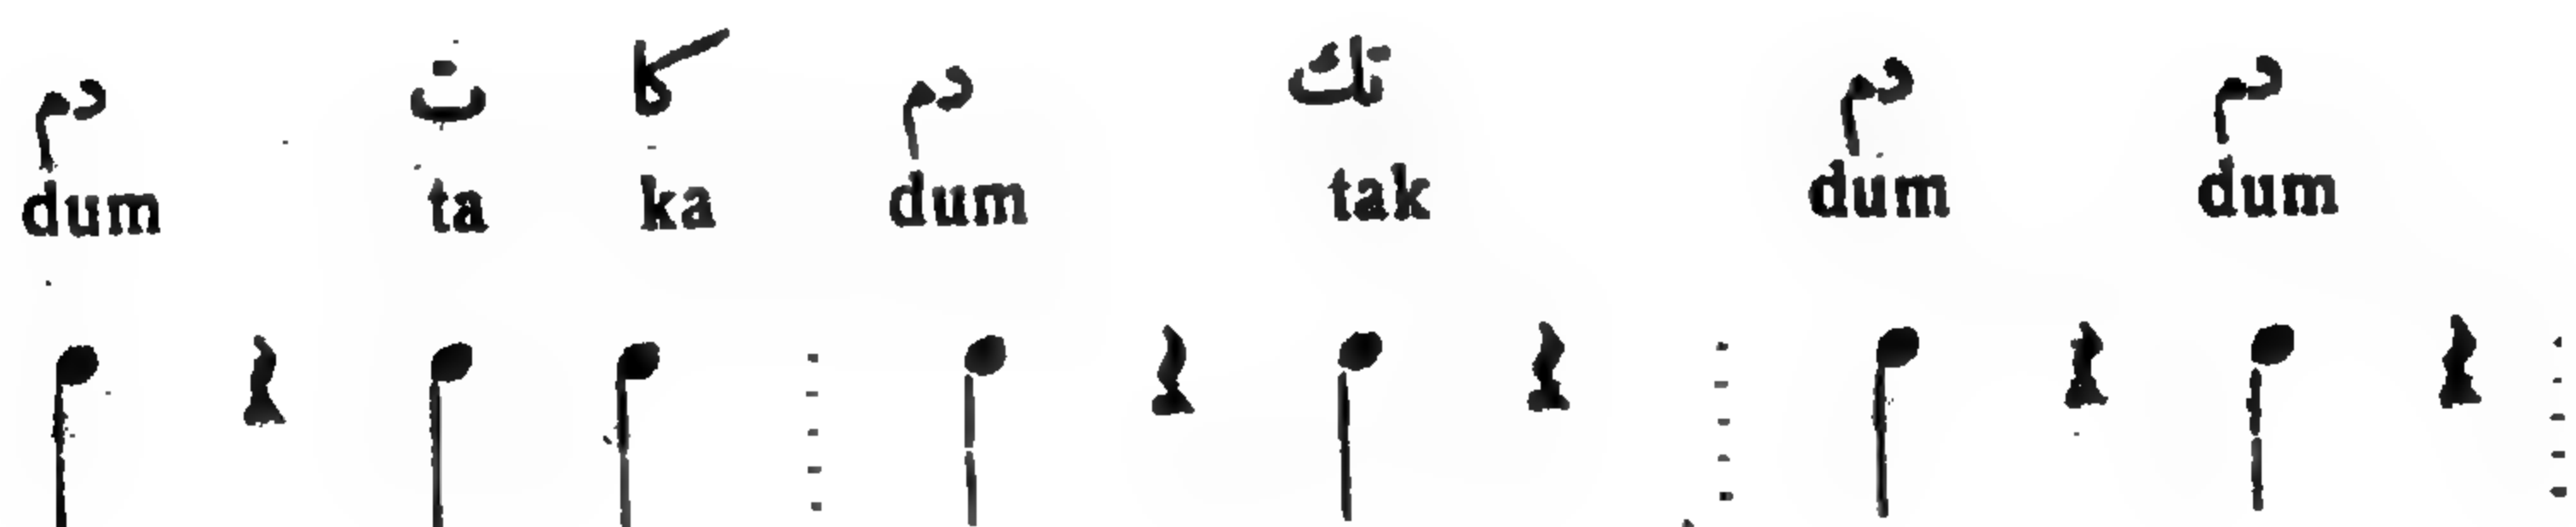 دم ت كا دم تك دم دم
dum ta ka dum tak dum dum